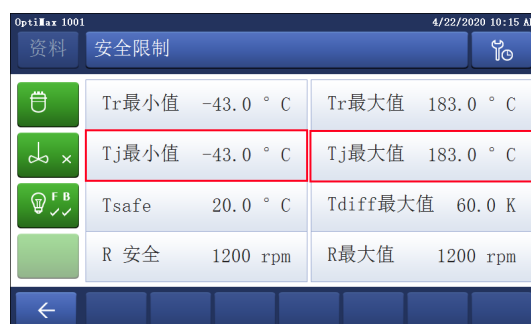 OptiMax 1001 4/22/2020 10:15 A
资料 安全限制
Tr最小值 -43.0 ° C Tr最大值 183.0 ° C
Tj最小值 -43.0 ° C Tj最大值 183.0 ° C
F B
Tsafe 20.0 ° C Tdiff最大值 60.0 K
R 安全 1200 rpm R最大值 1200 rpm